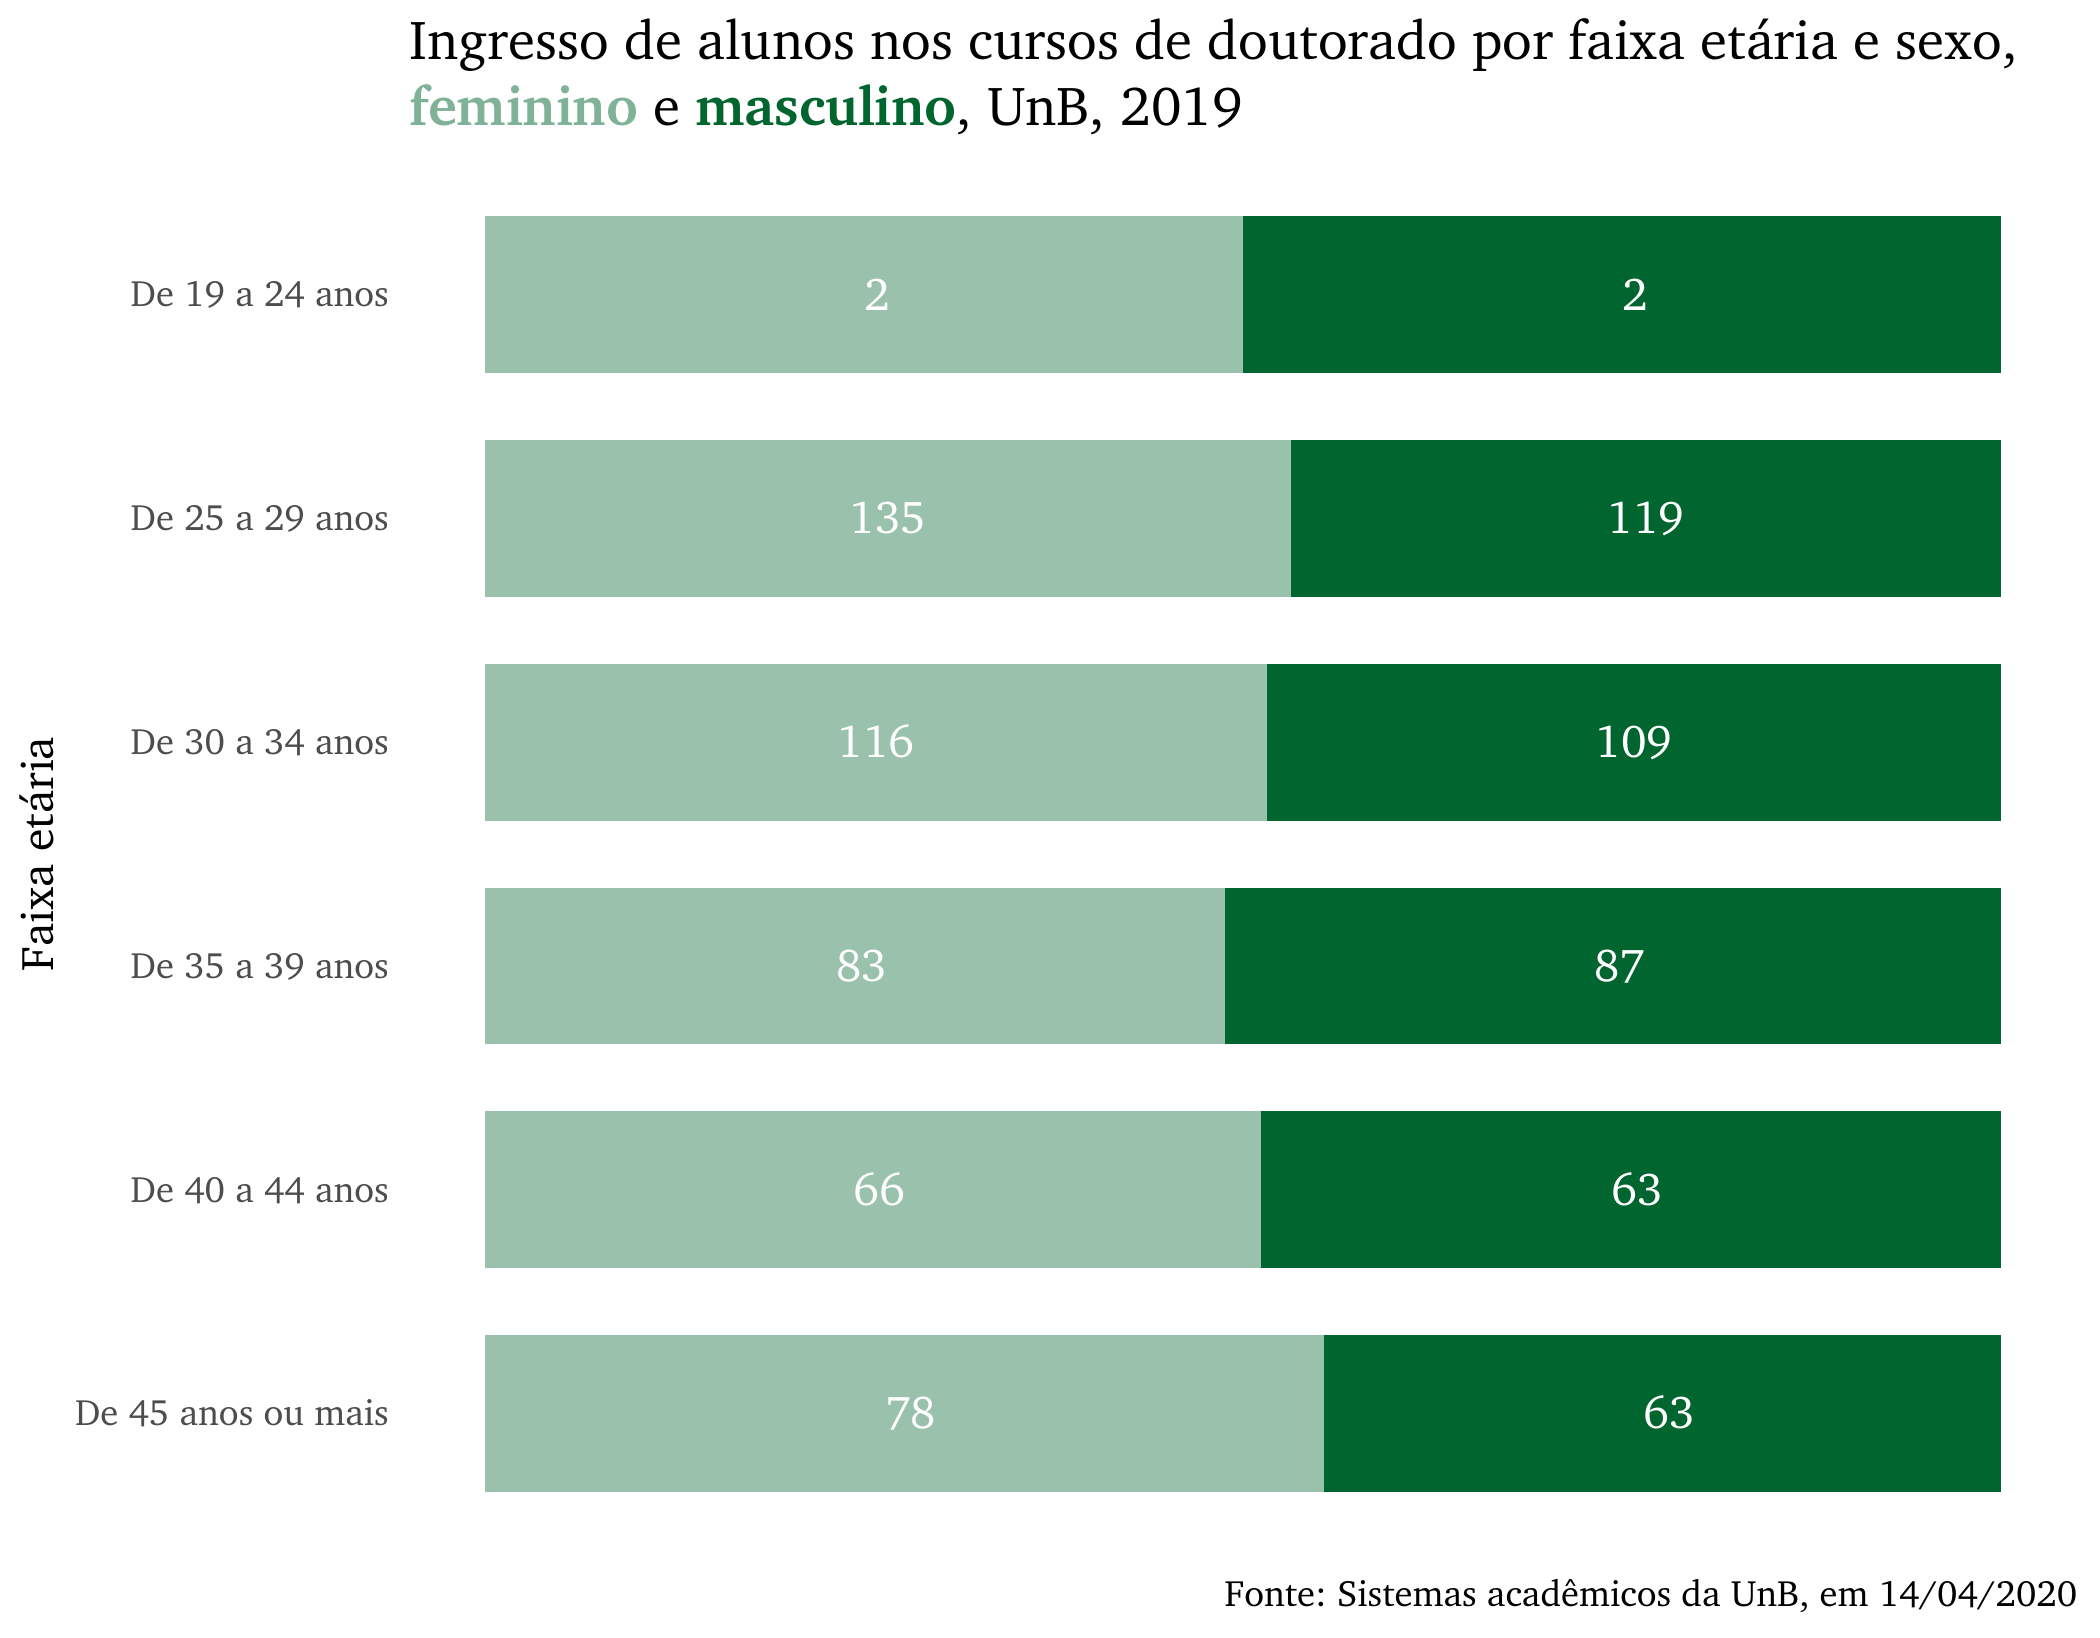 Ingresso de alunos nos cursos de doutorado por faixa etária e sexo,
feminino e masculino, UnB, 2019
Faixa etária
De 19 a 24 anos
2
2
De 25 a 29 anos
135
119
De 30 a 34 anos
116
109
De 35 a 39 anos
83
87
De 40 a 44 anos
66
63
De 45 anos ou mais
78
63
Fonte: Sistemas acadêmicos da UnB, em 14/04/2020